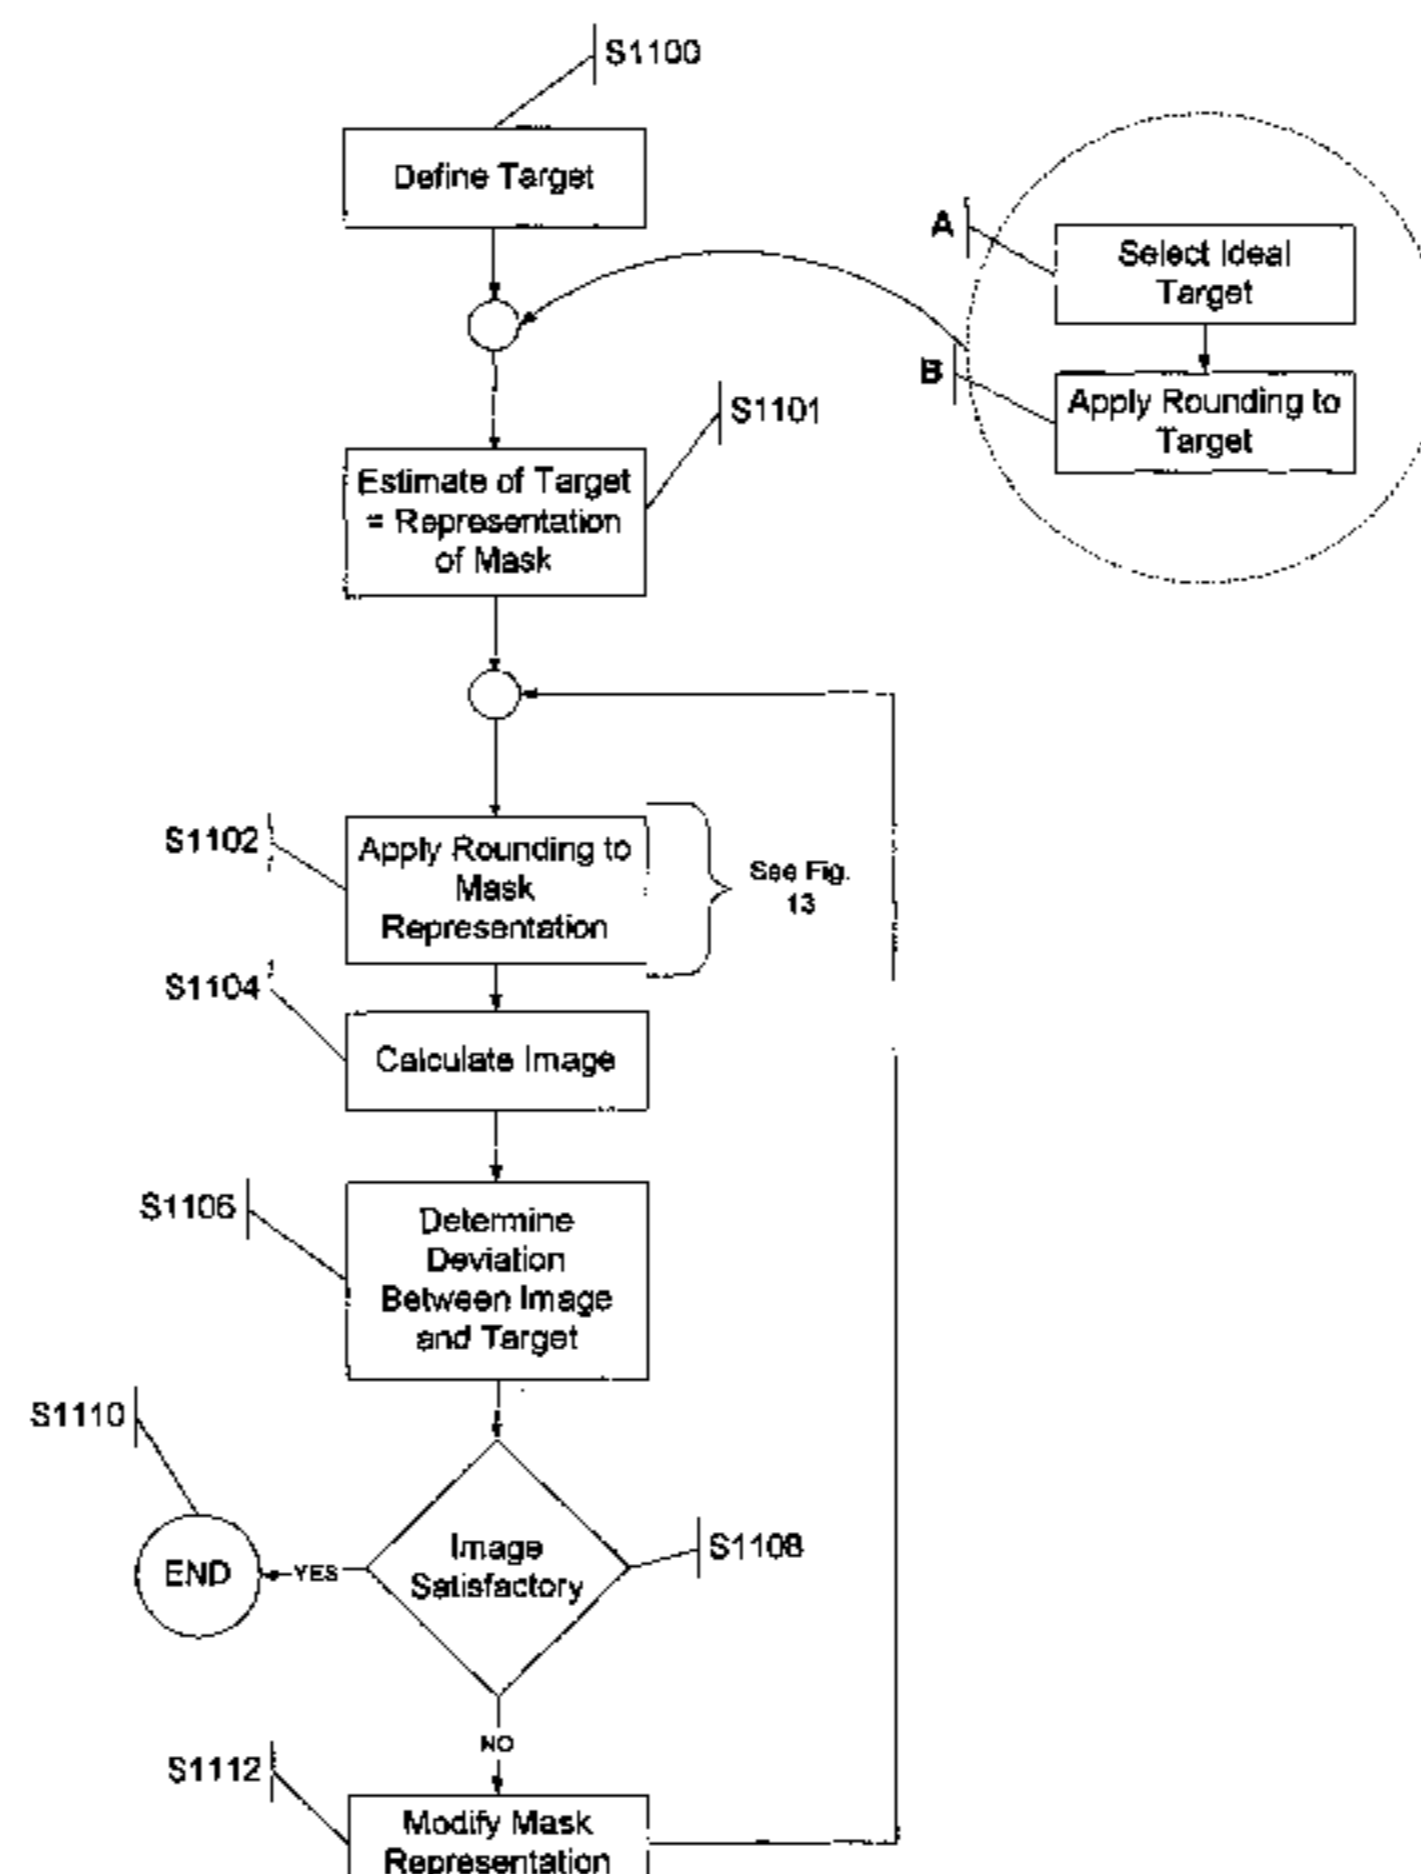 S1100
Define Target
A
Select Ideal
Target
B
Apply Rounding to
Target
S1101
Estimate of Target
= Representation
of Mask
S1102
Apply Rounding to
Mask
Representation
See Fig.
13
S1104
Calculate Image
S1106
Determine
Deviation
Between Image
and Target
S1110
END
YES
Image
Satisfactory
S1108
NO
S1112
Modify Mask
Representation